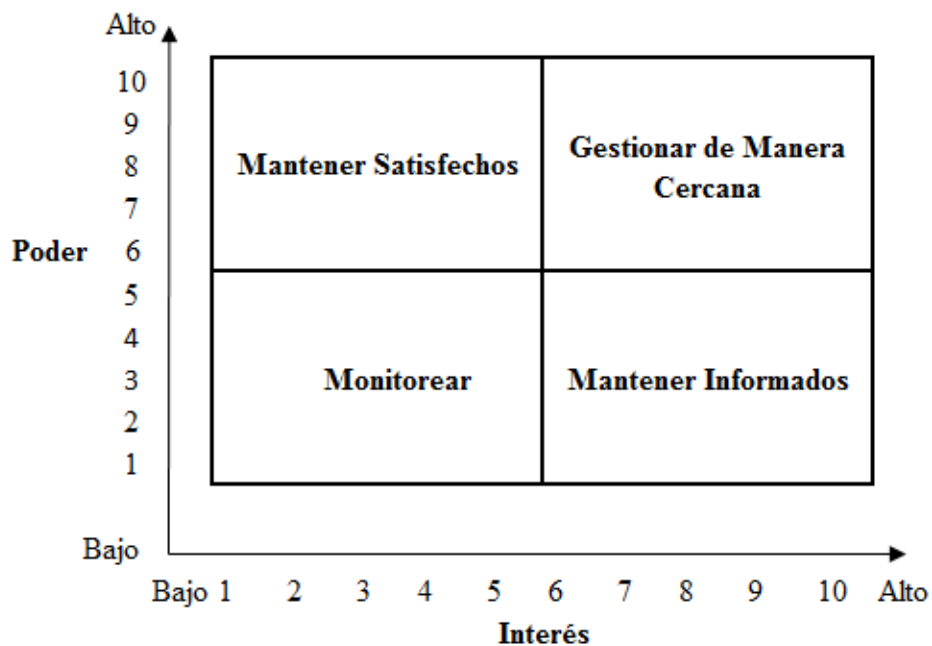 Alto
10
9
8
7
Poder 6
5
4
3
2
1
Bajo
Mantener Satisfechos
Gestionar de Manera
Cercana
Monitorear
Mantener Informados
Bajo 1 2 3 4 5 6 7 8 9 10 Alto
Interés